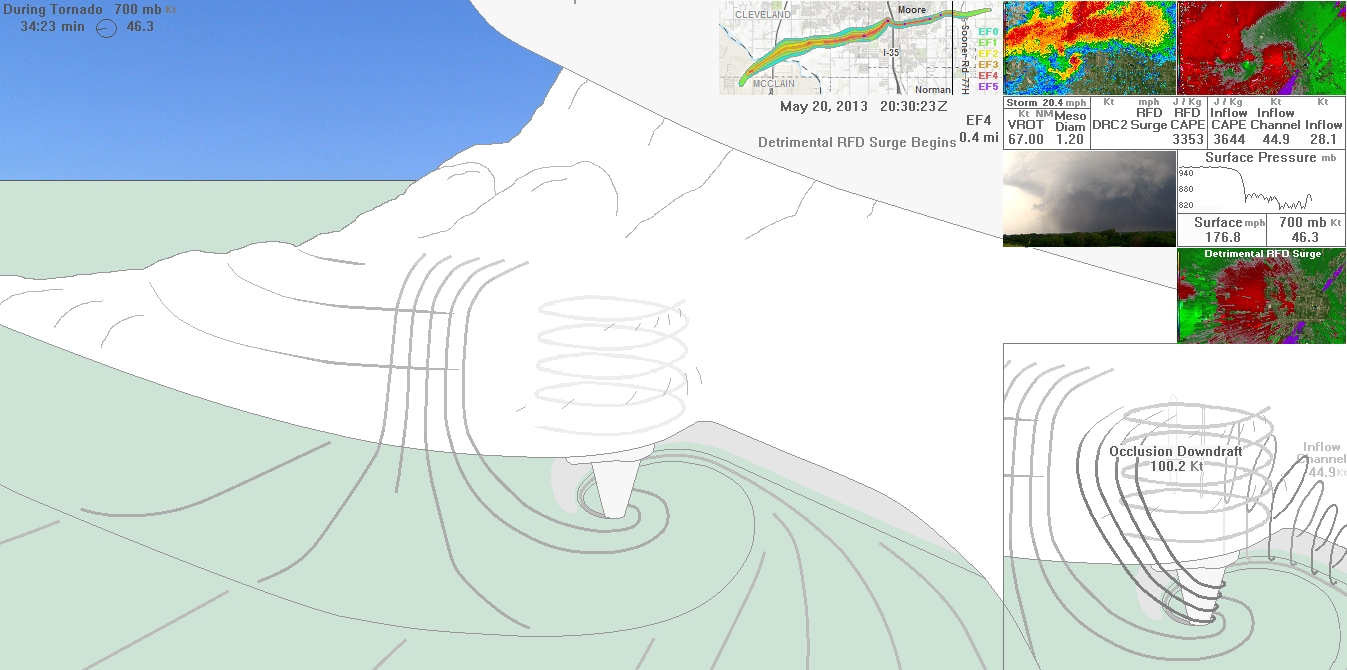 During Tornado 700 mb Kt
34:23 min 46.3
CLEVELAND
Moore
I-35
Sooner-Rd-77H
MCCLAIN
Norman
EF0
EF1
EF2
EF3
EF4
EF5
May 20, 2013 20:30:23Z
EF4
Detrimental RFD Surge Begins 0.4 mi
Storm 20.4 mph
Kt NM
VROT Meso Diam
67.00 1.20
Kt mph J / Kg
DRC2 RFD Surge RFD CAPE
3353
J / Kg Kt Kt
Inflow CAPE Inflow Channel Inflow
3644 44.9 28.1
Surface Pressure mb
940
880
820
Surface mph 700 mb Kt
176.8 46.3
Detrimental RFD Surge
Occlusion Downdraft
100.2 Kt
Inflow
Channel
44.9Kt